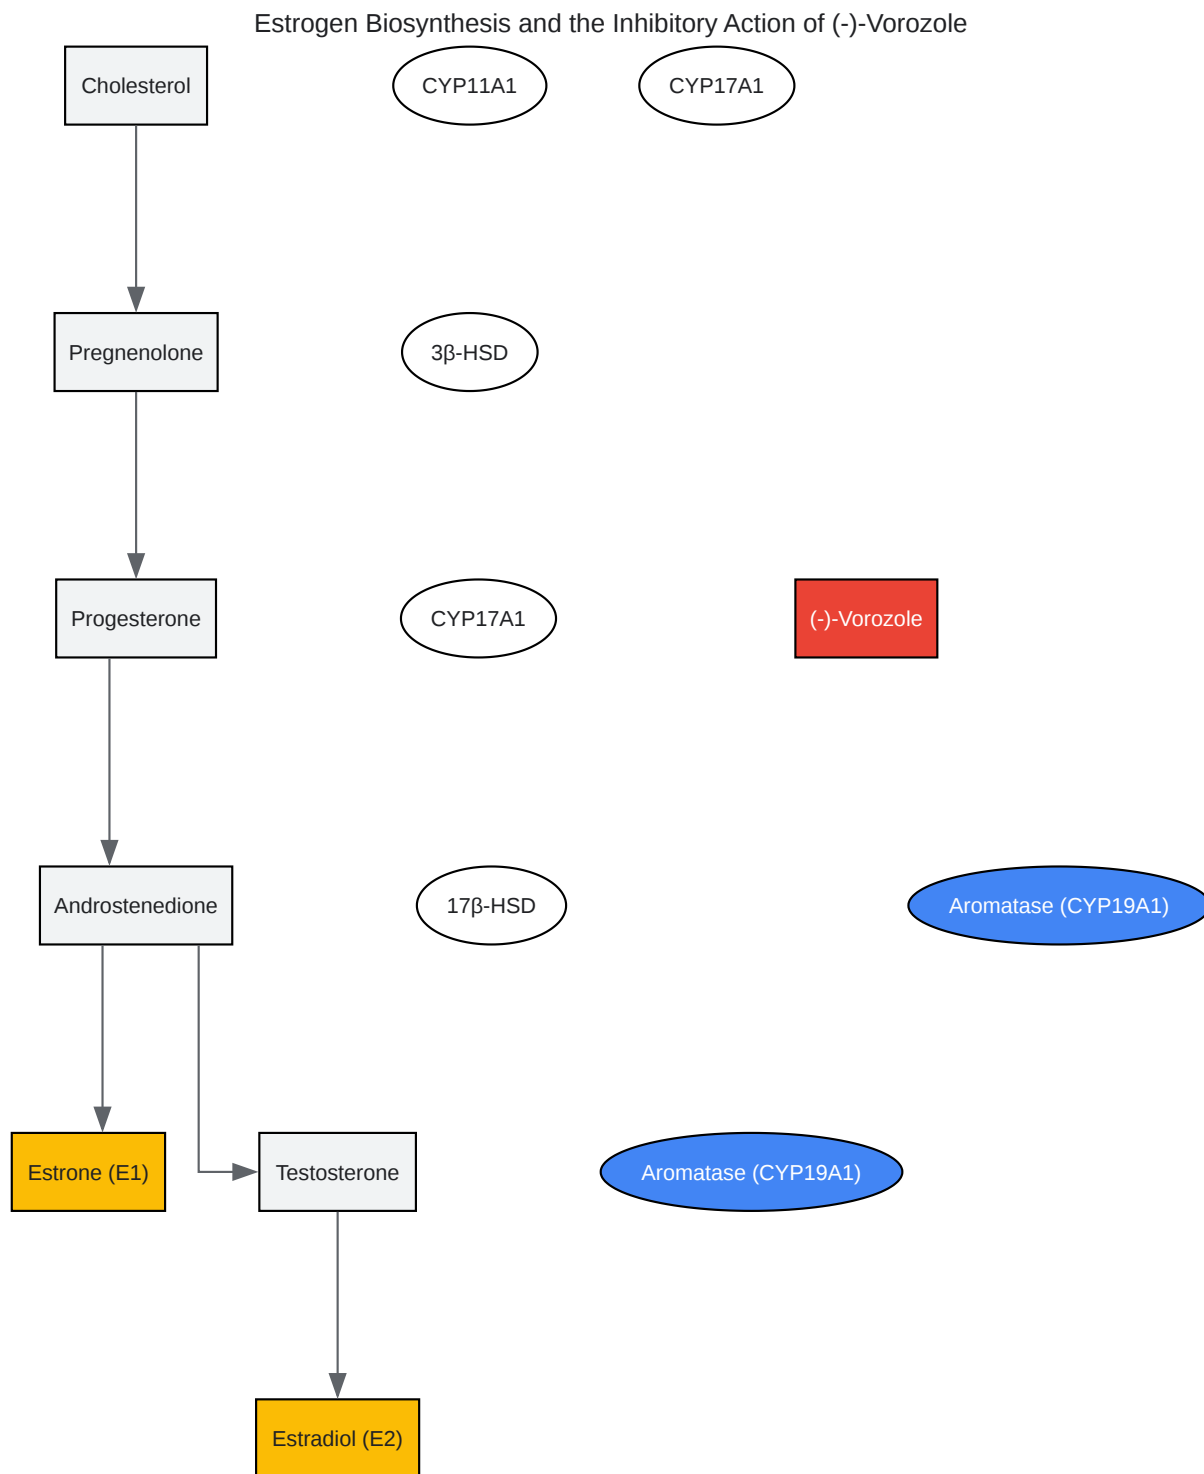 Estrogen Biosynthesis and the Inhibitory Action of (-)-Vorozole
Cholesterol
CYP11A1
CYP17A1
Pregnenolone
3β-HSD
Progesterone
CYP17A1
(-)-Vorozole
Androstenedione
17β-HSD
Aromatase (CYP19A1)
Estrone (E1)
Testosterone
Aromatase (CYP19A1)
Estradiol (E2)